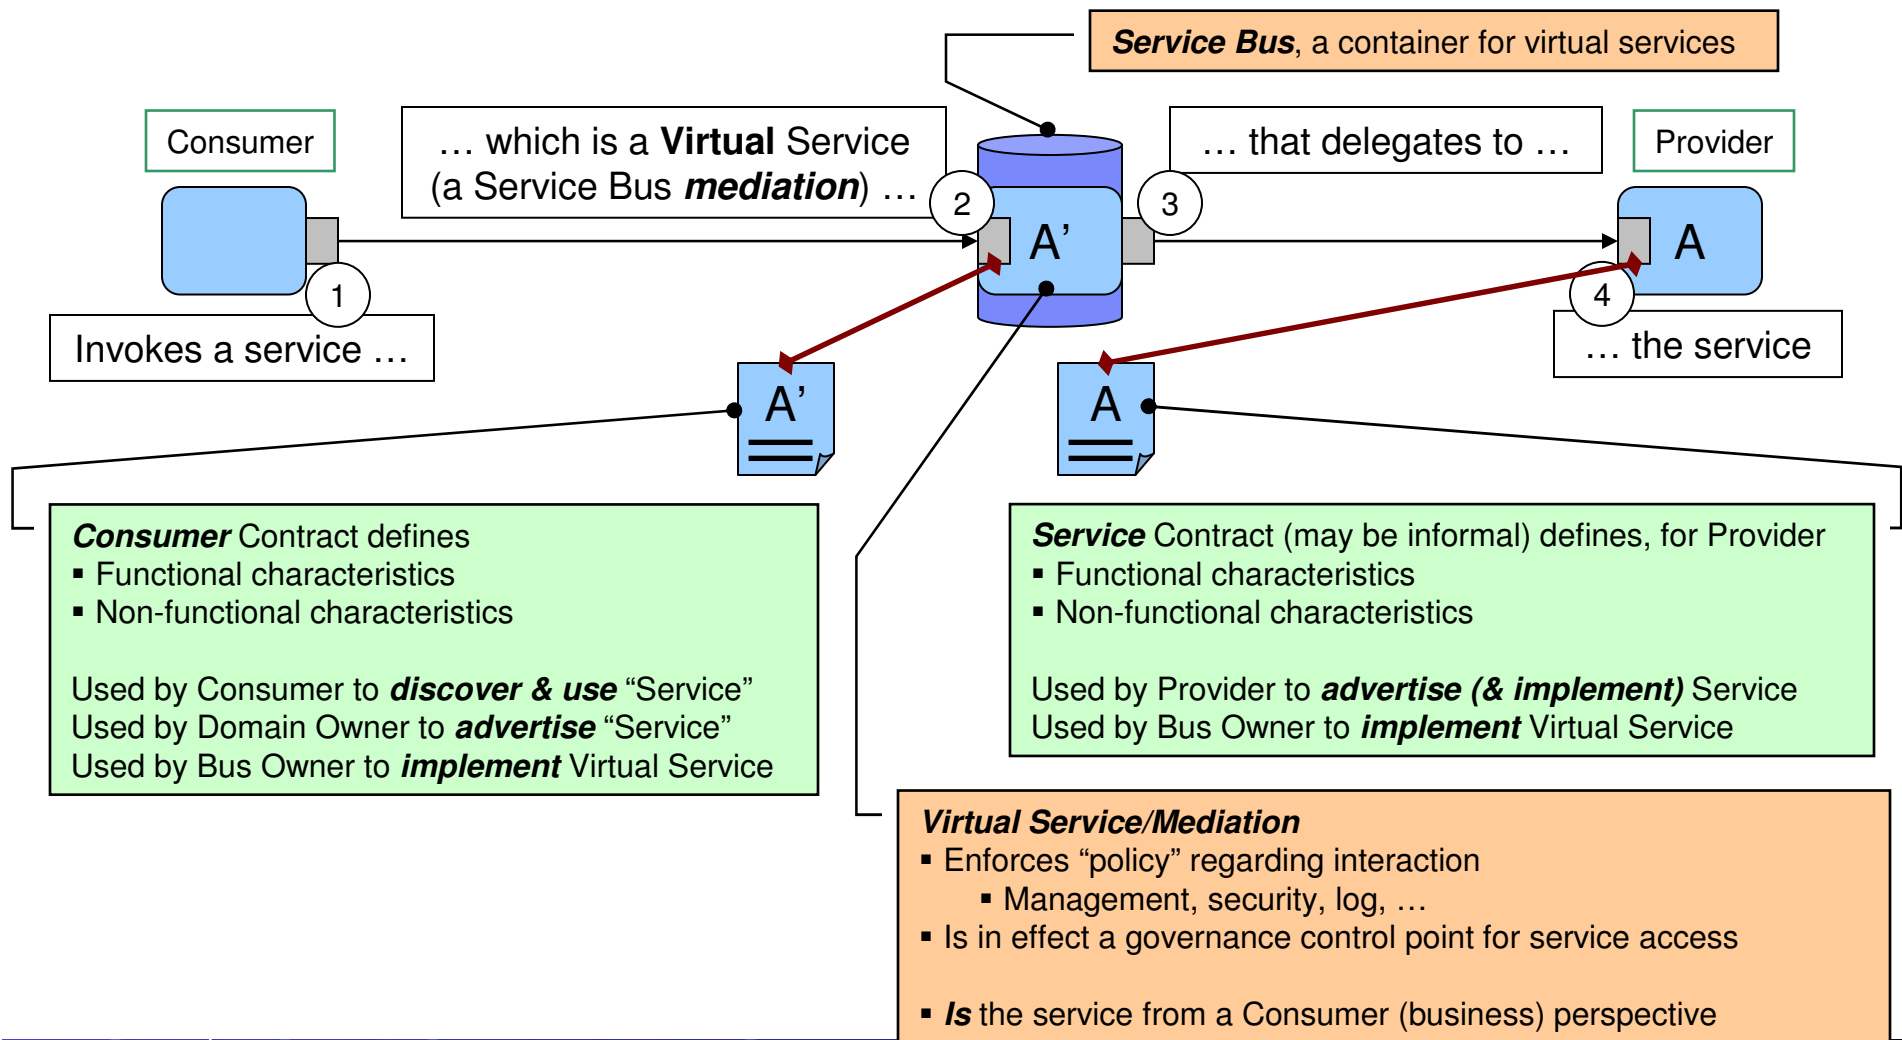 Service Bus, a container for virtual services
Consumer
… which is a Virtual Service
(a Service Bus mediation) …
… that delegates to …
Provider
2
3
A’
A
1
4
Invokes a service …
… the service
A’
A
Consumer Contract defines
▪ Functional characteristics
▪ Non-functional characteristics
Used by Consumer to discover & use “Service”
Used by Domain Owner to advertise “Service”
Used by Bus Owner to implement Virtual Service
Service Contract (may be informal) defines, for Provider
▪ Functional characteristics
▪ Non-functional characteristics
Used by Provider to advertise (& implement) Service
Used by Bus Owner to implement Virtual Service
Virtual Service/Mediation
▪ Enforces “policy” regarding interaction
▪ Management, security, log, …
▪ Is in effect a governance control point for service access
▪ Is the service from a Consumer (business) perspective